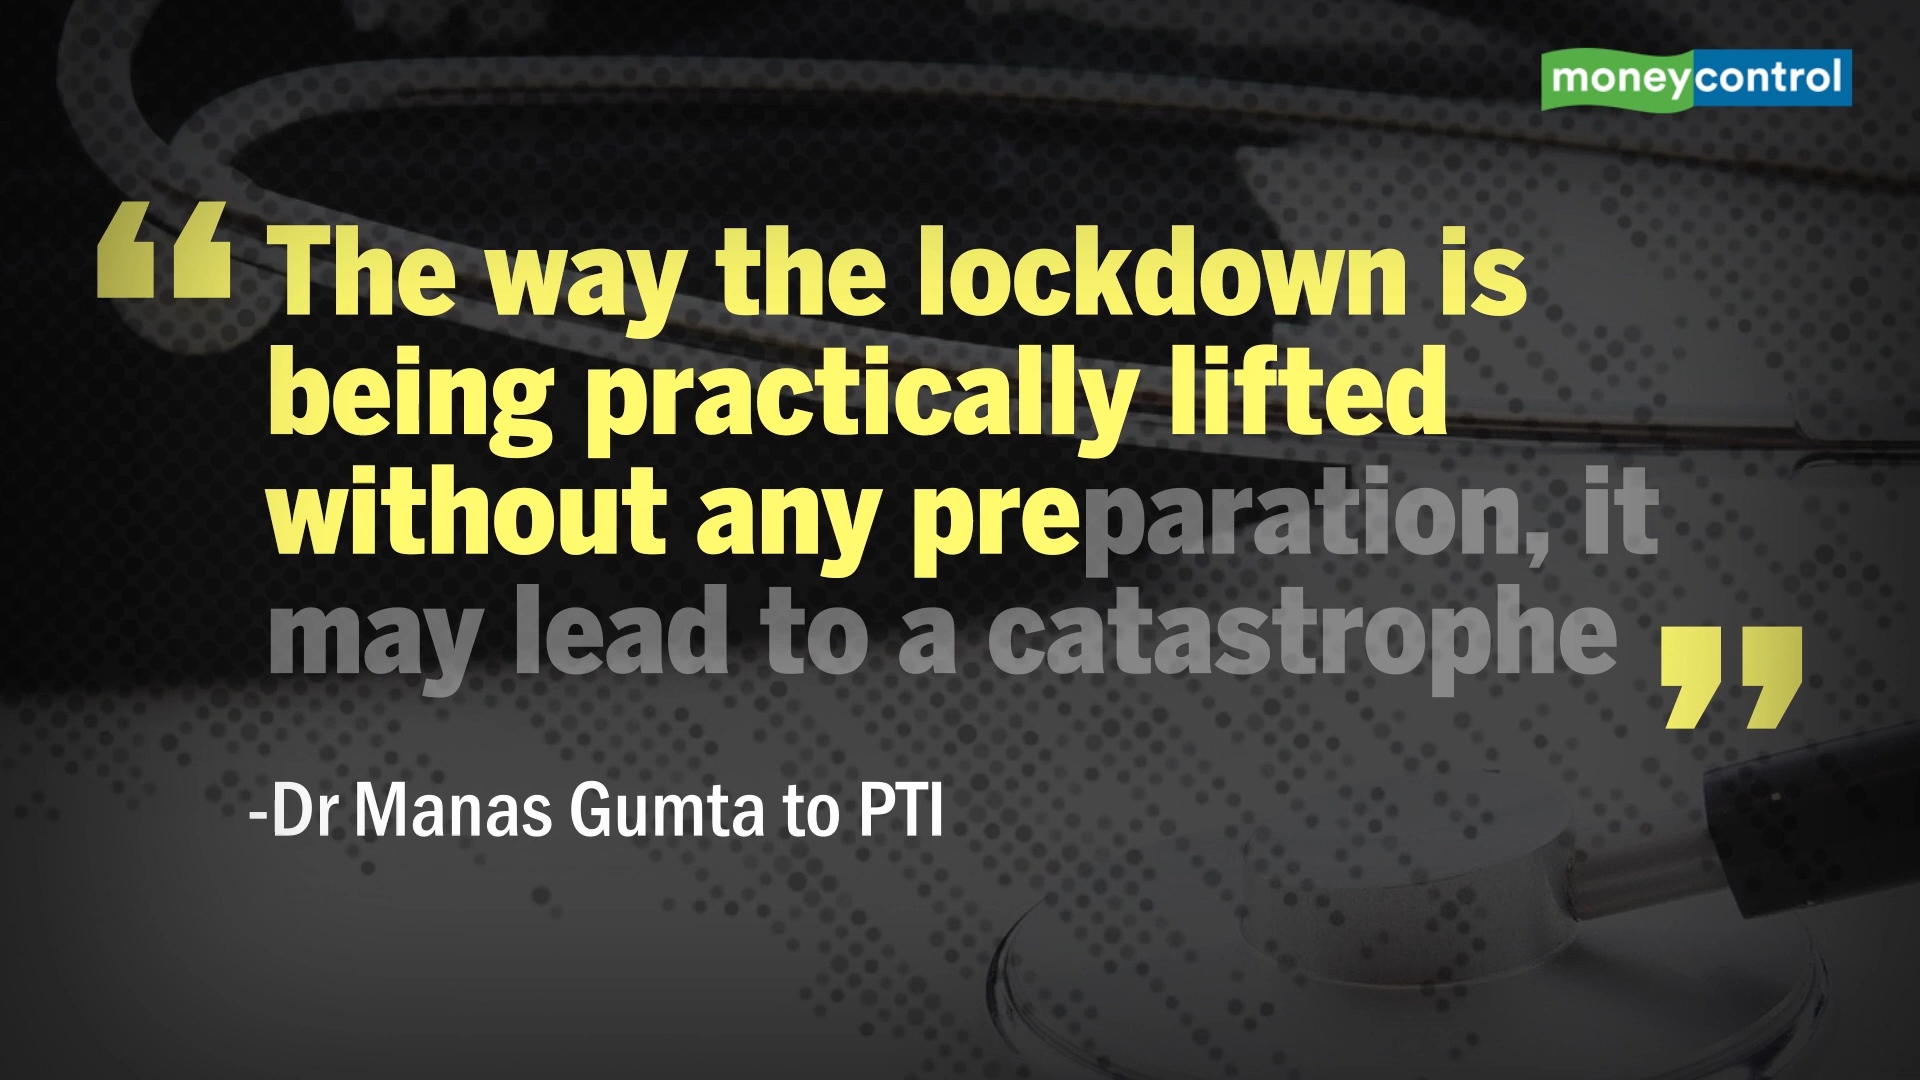 moneycontrol
“The way the lockdown is
being practically lifted
without any preparation, it
may lead to a catastrophe”
-Dr Manas Gumta to PTI